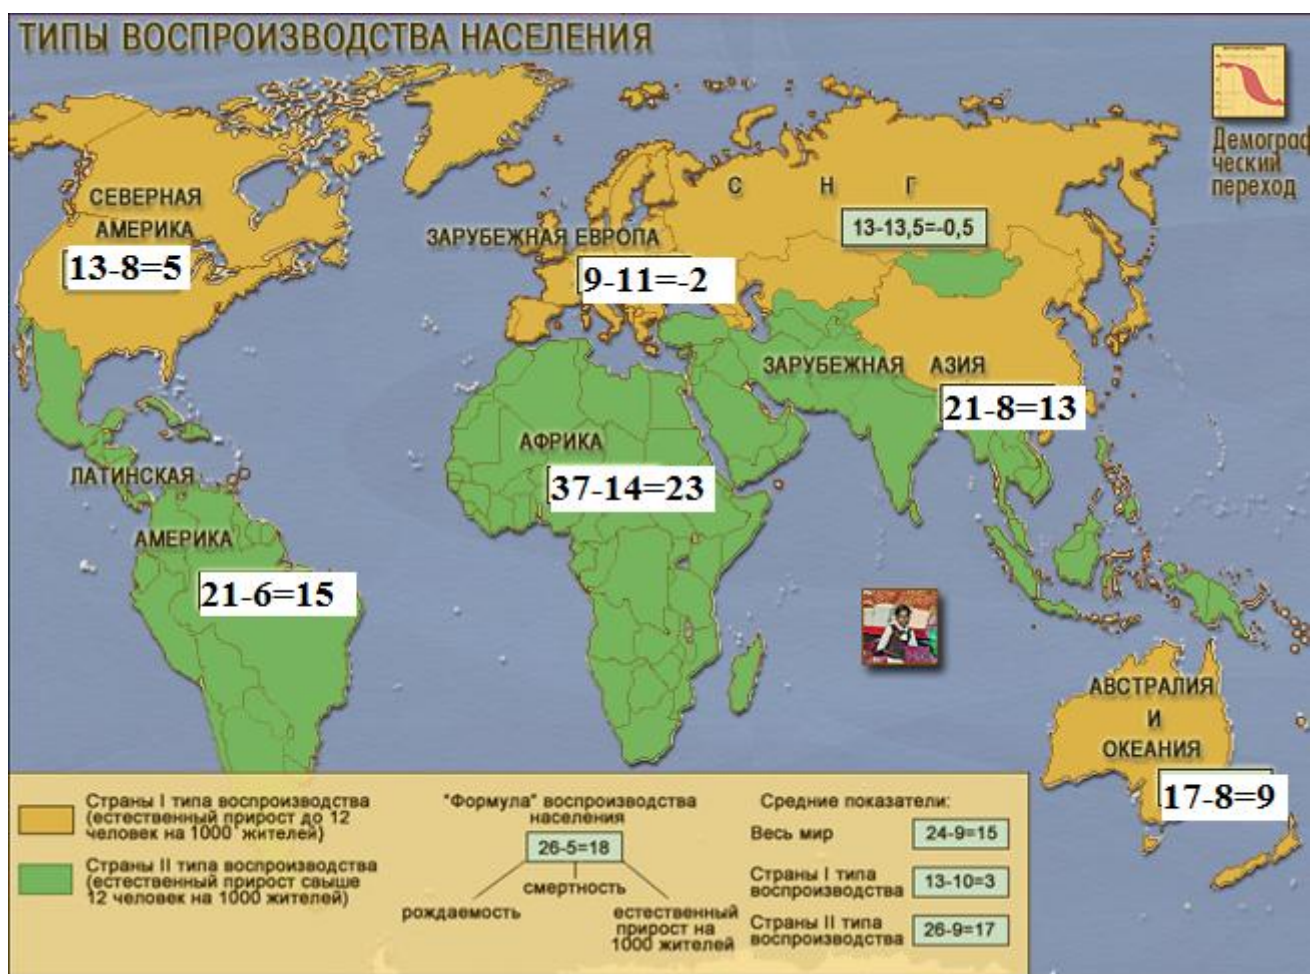 ТИПЫ ВОСПРОИЗВОДСТВА НАСЕЛЕНИЯ
Демограф
ческий
переход
СЕВЕРНАЯ
АМЕРИКА
13-8=5
С Н Г
13-13,5=-0,5
ЗАРУБЕЖНАЯ ЕВРОПА
9-11=-2
ЗАРУБЕЖНАЯ АЗИЯ
21-8=13
АФРИКА
37-14=23
ЛАТИНСКАЯ
АМЕРИКА
21-6=15
АВСТРАЛИЯ
И
ОКЕАНИЯ
17-8=9
Страны I типа воспроизводства
(естественный прирост до 12
человек на 1000 жителей)
Страны II типа воспроизводства
(естественный прирост свыше
12 человек на 1000 жителей)
"Формула" воспроизводства
населения
26-5=18
рождаемость
смертность
естественный
прирост на
1000 жителей
Средние показатели:
Весь мир
24-9=15
Страны I типа
воспроизводства
13-10=3
Страны II типа
воспроизводства
26-9=17